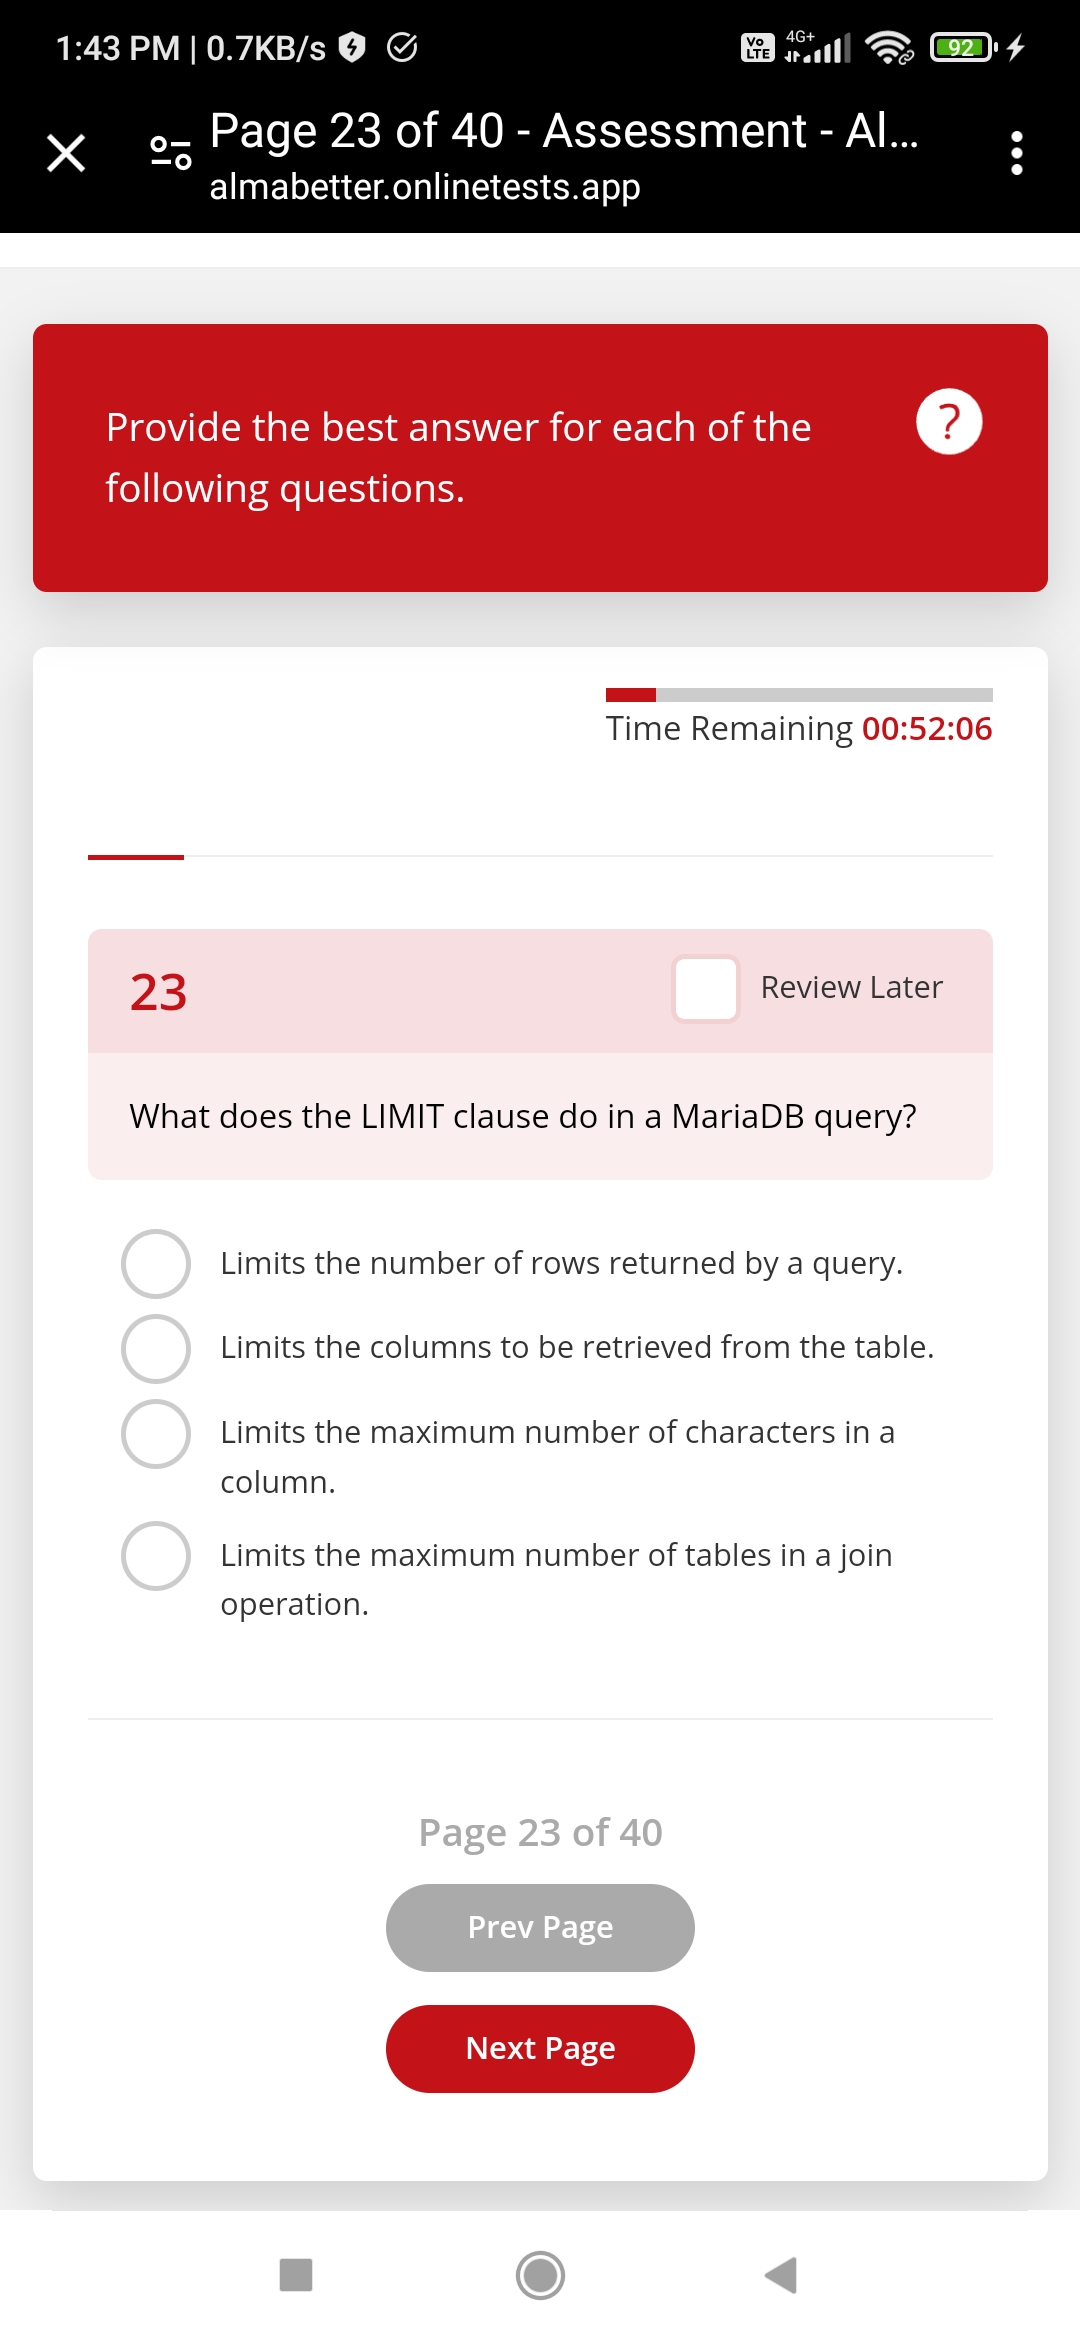 1:43 PM | 0.7KB/s
Vo LTE
4G+
92
Page 23 of 40 - Assessment - Al...
almabetter.onlinetests.app
Provide the best answer for each of the
following questions.
?
Time Remaining 00:52:06
23
Review Later
What does the LIMIT clause do in a MariaDB query?
Limits the number of rows returned by a query.
Limits the columns to be retrieved from the table.
Limits the maximum number of characters in a
column.
Limits the maximum number of tables in a join
operation.
Page 23 of 40
Prev Page
Next Page